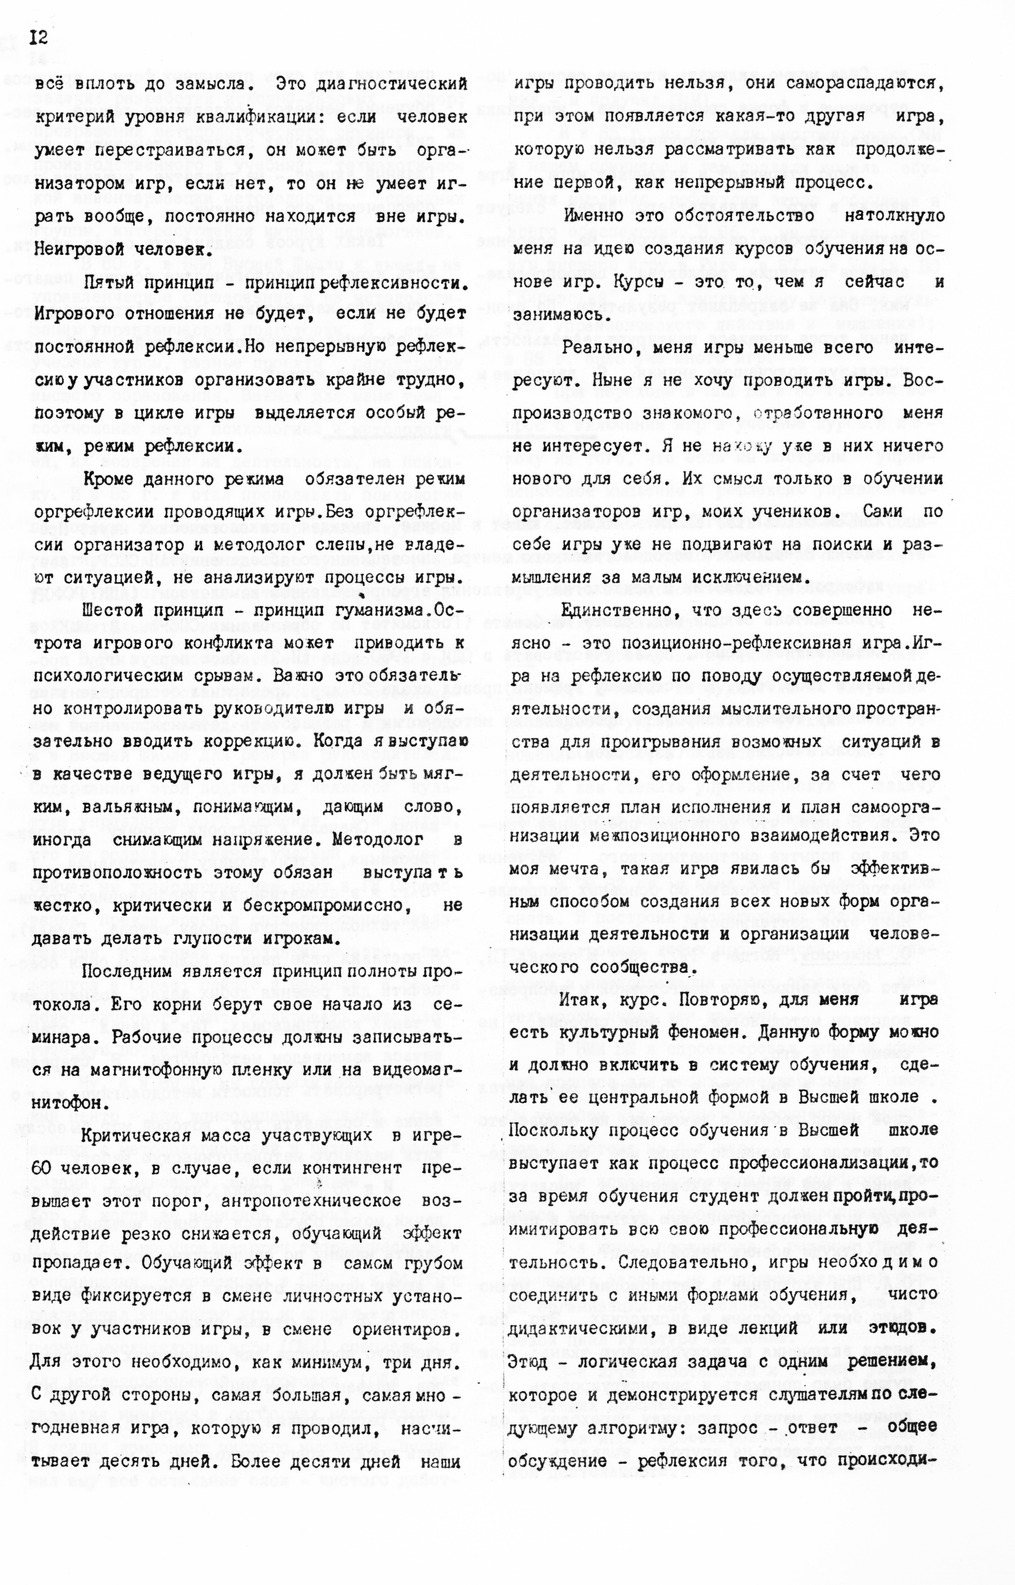 I2
всё вплоть до замысла. Это диагностический
критерий уровня квалификации: если человек
умеет перестраиваться, он может быть орга-
низатором игр, если нет, то он не умеет иг-
рать вообще, постоянно находится вне игры.
Неигровой человек.
Пятый принцип - принцип рефлексивности.
Игрового отношения не будет, если не будет
постоянной рефлексии.Но непрерывную рефлек-
сию у участников организовать крайне трудно,
поэтому в цикле игры выделяется особый ре-
жим, режим рефлексии.
Кроме данного режима обязателен режим
оргрефлексии проводящих игры.Без оргрефлек-
сии организатор и методолог слепы,не владе-
ют ситуацией, не анализируют процессы игры.
Шестой принцип - принцип гуманизма.Ос-
трота игрового конфликта может приводить к
психологическим срывам. Важно это обязатель-
но контролировать руководителю игры и обя-
зательно вводить коррекцию. Когда я выступаю
в качестве ведущего игры, я должен быть мяг-
ким, вальяжным, понимающим, дающим слово,
иногда снимающим напряжение. Методолог в
противоположность этому обязан выступать
жестко, критически и бескромпромиссно, не
давать делать глупости игрокам.
Последним является принцип полноты про-
токола. Его корни берут свое начало из се-
минара. Рабочие процессы должны записывать-
ся на магнитофонную пленку или на видеомаг-
нитофон.
Критическая масса участвующих в игре-
60 человек, в случае, если контингент пре-
вышает этот порог, антропотехническое воз-
действие резко снижается, обучающий эффект
пропадает. Обучающий эффект в самом грубом
виде фиксируется в смене личностных устано-
вок у участников игры, в смене ориентиров.
Для этого необходимо, как минимум, три дня.
С другой стороны, самая большая, самая мно-
годневная игра, которую я проводил, насчи-
тывает десять дней. Более десяти дней наши
игры проводить нельзя, они самораспадаются,
при этом появляется какая-то другая игра,
которую нельзя рассматривать как продолже-
ние первой, как непрерывный процесс.
Именно это обстоятельство натолкнуло
меня на идею создания курсов обучения на ос-
нове игр. Курсы - это то, чем я сейчас и
занимаюсь.
Реально, меня игры меньше всего инте-
ресуют. Ныне я не хочу проводить игры. Вос-
производство знакомого, отработанного меня
не интересует. Я не нахожу уже в них ничего
нового для себя. Их смысл только в обучении
организаторов игр, моих учеников. Сами по
себе игры уже не подвигают на поиски и раз-
мышления за малым исключением.
Единственно, что здесь совершенно не-
ясно - это позиционно-рефлексивная игра.Иг-
ра на рефлексию по поводу осуществляемой де-
ятельности, создания мыслительного простран-
ства для проигрывания возможных ситуаций в
деятельности, его оформление, за счет чего
появляется план исполнения и план самоорга-
низации межпозиционного взаимодействия. Это
моя мечта, такая игра явилась бы эффектив-
ным способом создания всех новых форм орга-
низации деятельности и организации челове-
ческого сообщества.
Итак, курс. Повторяю, для меня игра
есть культурный феномен. Данную форму можно
и должно включить в систему обучения, сде-
лать ее центральной формой в Высшей школе .
Поскольку процесс обучения в Высшей школе
выступает как процесс профессионализации,то
за время обучения студент должен пройти,про-
имитировать всю свою профессиональную дея-
тельность. Следовательно, игры необходимо
соединить с иными формами обучения, чисто
дидактическими, в виде лекций или этюдов.
Этюд - логическая задача с одним решением,
которое и демонстрируется слушателям по сле-
дующему алгоритму: запрос - ответ - общее
обсуждение - рефлексия того, что происходи-